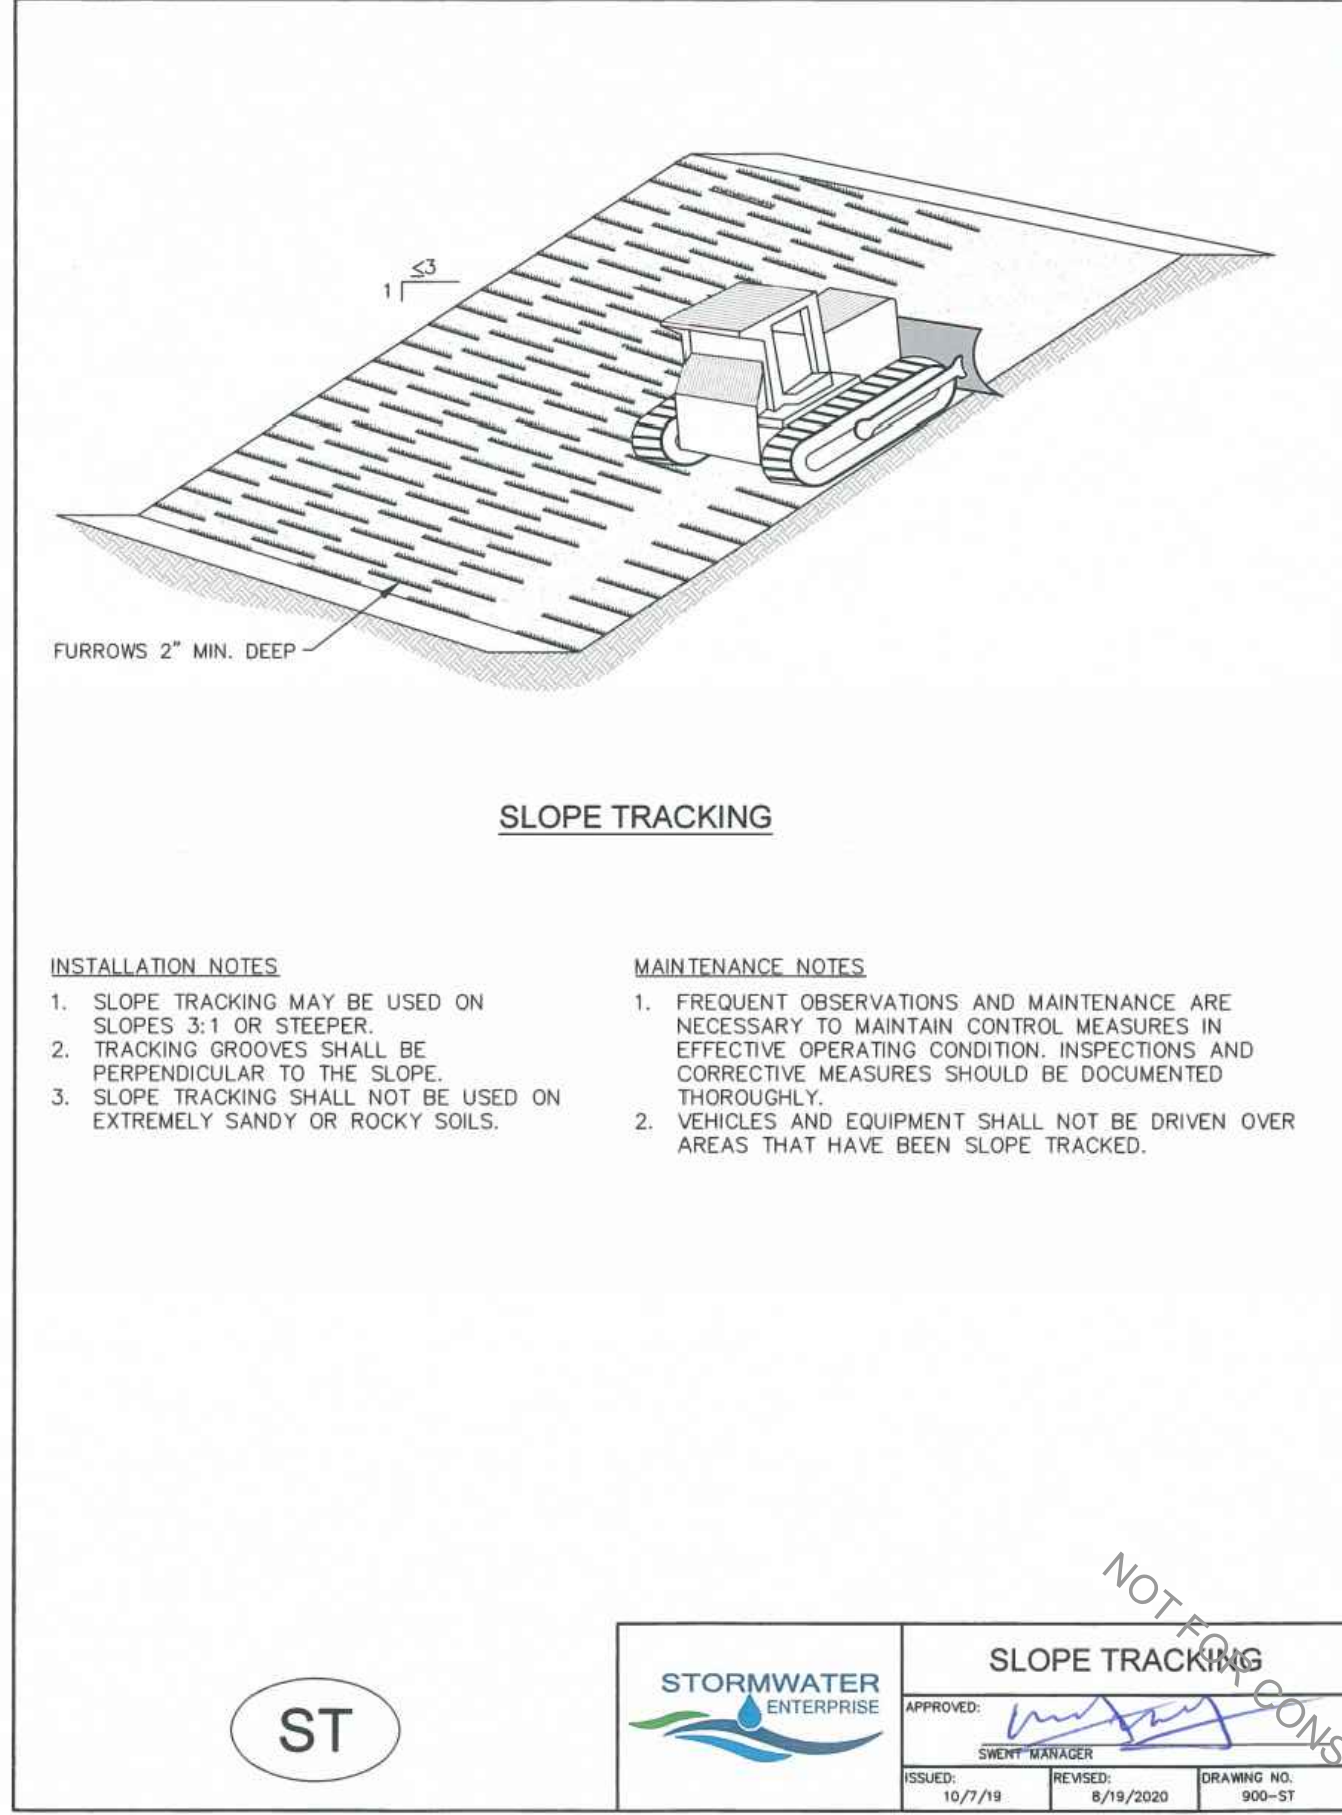 ≤3
1
FURROWS 2" MIN. DEEP
SLOPE TRACKING
INSTALLATION NOTES
1. SLOPE TRACKING MAY BE USED ON
SLOPES 3:1 OR STEEPER.
2. TRACKING GROOVES SHALL BE
PERPENDICULAR TO THE SLOPE.
3. SLOPE TRACKING SHALL NOT BE USED ON
EXTREMELY SANDY OR ROCKY SOILS.
MAINTENANCE NOTES
1. FREQUENT OBSERVATIONS AND MAINTENANCE ARE
NECESSARY TO MAINTAIN CONTROL MEASURES IN
EFFECTIVE OPERATING CONDITION. INSPECTIONS AND
CORRECTIVE MEASURES SHOULD BE DOCUMENTED
THOROUGHLY.
2. VEHICLES AND EQUIPMENT SHALL NOT BE DRIVEN OVER
AREAS THAT HAVE BEEN SLOPE TRACKED.
ST
STORMWATER
ENTERPRISE
SLOPE TRACKING
APPROVED:
SWENT MANAGER
ISSUED:
10/7/19
REVISED:
8/19/2020
DRAWING NO.
900-ST
NOT FOR CONS